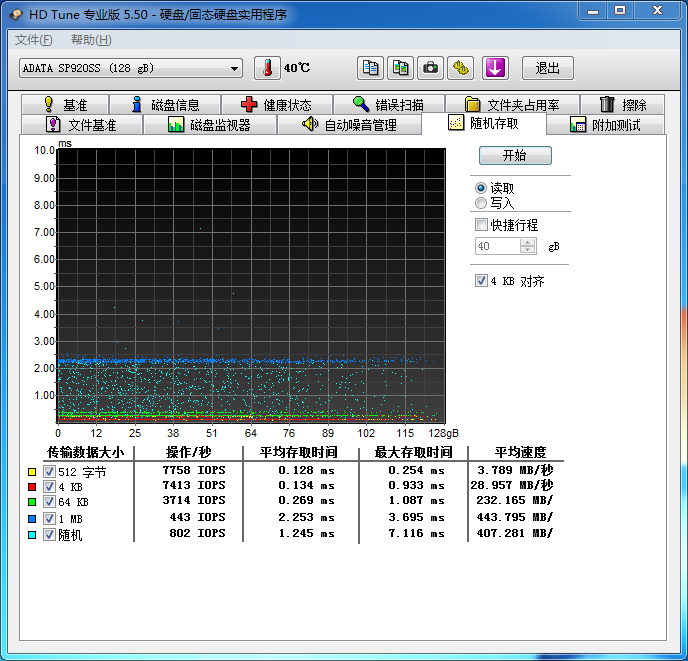 HD Tune 专业版 5.50 - 硬盘/固态硬盘实用程序
文件(F) 帮助(H)
ADATA SP920SS (128 gB) 40℃ 退出
基准 磁盘信息 健康状态 错误扫描 文件夹占用率 擦除
文件基准 磁盘监视器 自动噪音管理 随机存取 附加测试
ms
10.0
9.00
8.00
7.00
6.00
5.00
4.00
3.00
2.00
1.00
0 12 25 38 51 64 76 89 102 115 128gB
开始
读取
写入
快捷行程
40 gB
4 KB 对齐
传输数据大小 操作/秒 平均存取时间 最大存取时间 平均速度
512 字节 7758 IOPS 0.128 ms 0.254 ms 3.789 MB/秒
4 KB 7413 IOPS 0.134 ms 0.933 ms 28.957 MB/秒
64 KB 3714 IOPS 0.269 ms 1.087 ms 232.165 MB/
1 MB 443 IOPS 2.253 ms 3.695 ms 443.795 MB/
随机 802 IOPS 1.245 ms 7.116 ms 407.281 MB/